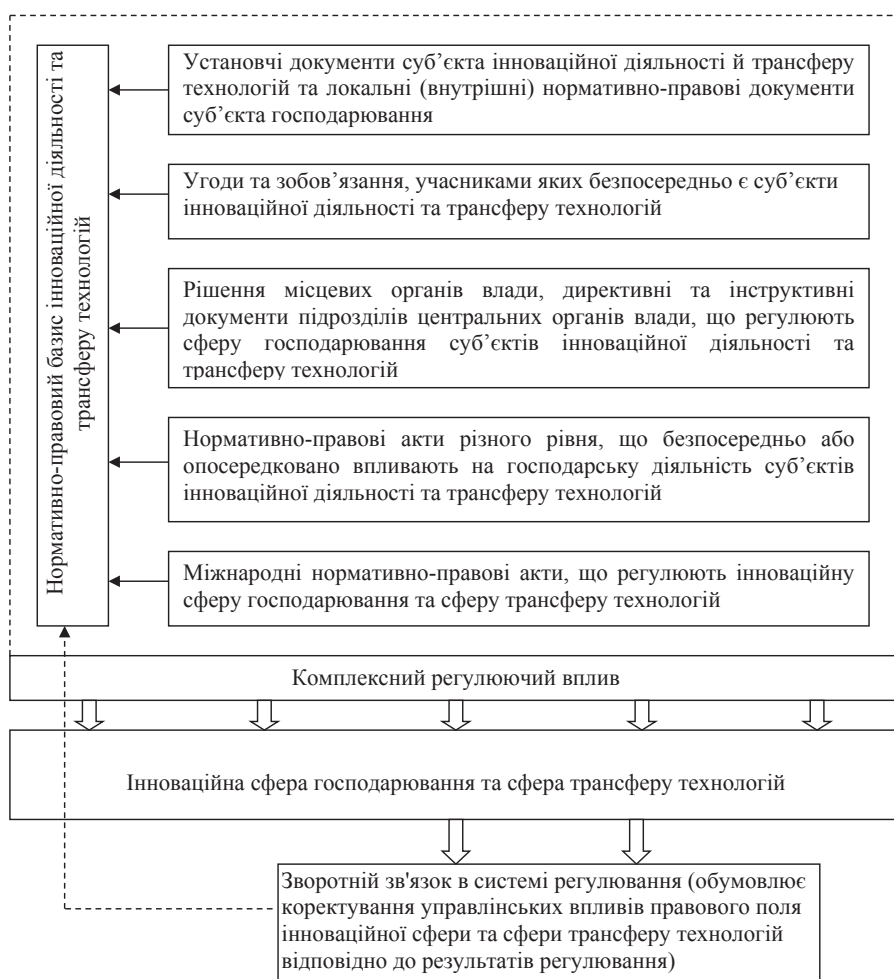 Нормативно-правовий базис інноваційної діяльності та
трансферу технологій
Установчі документи суб’єкта інноваційної діяльності й трансферу
технологій та локальні (внутрішні) нормативно-правові документи
суб’єкта господарювання
Угоди та зобов’язання, учасниками яких безпосередньо є суб’єкти
інноваційної діяльності та трансферу технологій
Рішення місцевих органів влади, директивні та інструктивні
документи підрозділів центральних органів влади, що регулюють
сферу господарювання суб’єктів інноваційної діяльності та
трансферу технологій
Нормативно-правові акти різного рівня, що безпосередньо або
опосередковано впливають на господарську діяльність суб’єктів
інноваційної діяльності та трансферу технологій
Міжнародні нормативно-правові акти, що регулюють інноваційну
сферу господарювання та сферу трансферу технологій
Комплексний регулюючий вплив
Інноваційна сфера господарювання та сфера трансферу технологій
Зворотній зв'язок в системі регулювання (обумовлює
коректування управлінських впливів правового поля
інноваційної сфери та сфери трансферу технологій
відповідно до результатів регулювання)